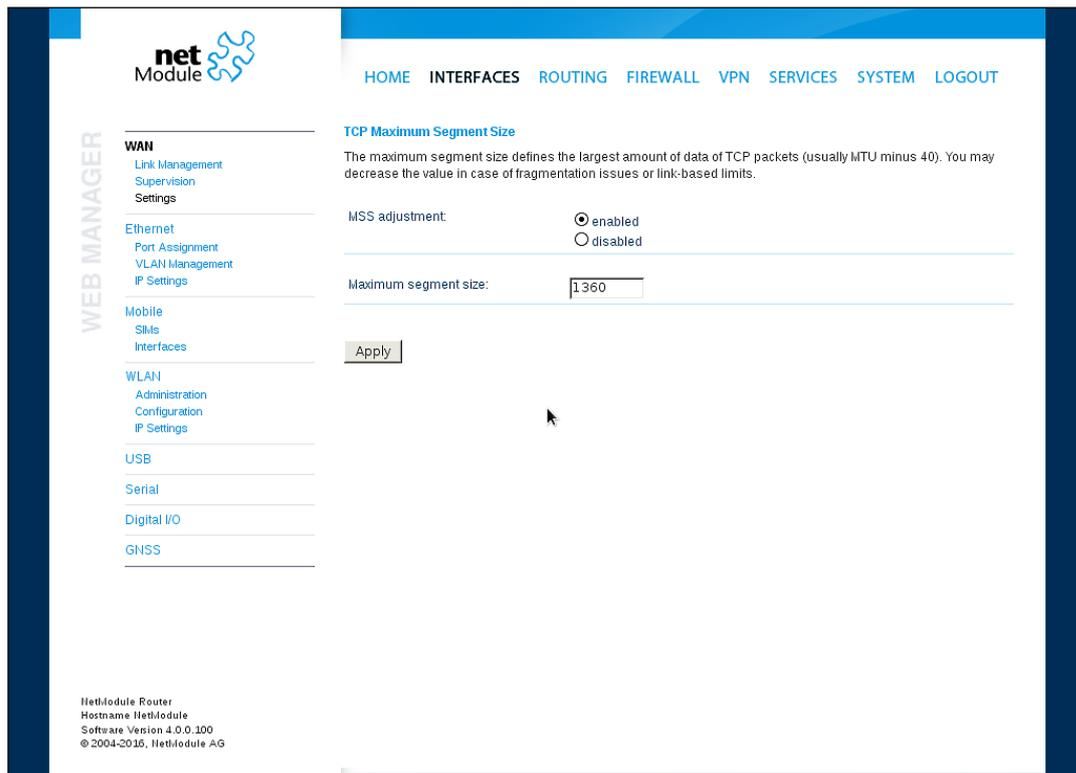 net
Module
HOME INTERFACES ROUTING FIREWALL VPN SERVICES SYSTEM LOGOUT
WEB MANAGER
WAN
Link Management
Supervision
Settings
Ethernet
Port Assignment
VLAN Management
IP Settings
Mobile
SIMs
Interfaces
WLAN
Administration
Configuration
IP Settings
USB
Serial
Digital I/O
GNSS
TCP Maximum Segment Size
The maximum segment size defines the largest amount of data of TCP packets (usually MTU minus 40). You may
decrease the value in case of fragmentation issues or link-based limits.
MSS adjustment:
enabled
disabled
Maximum segment size: 1360
Apply
NetModule Router
Hostname NetModule
Software Version 4.0.0.100
© 2004-2016, NetModule AG